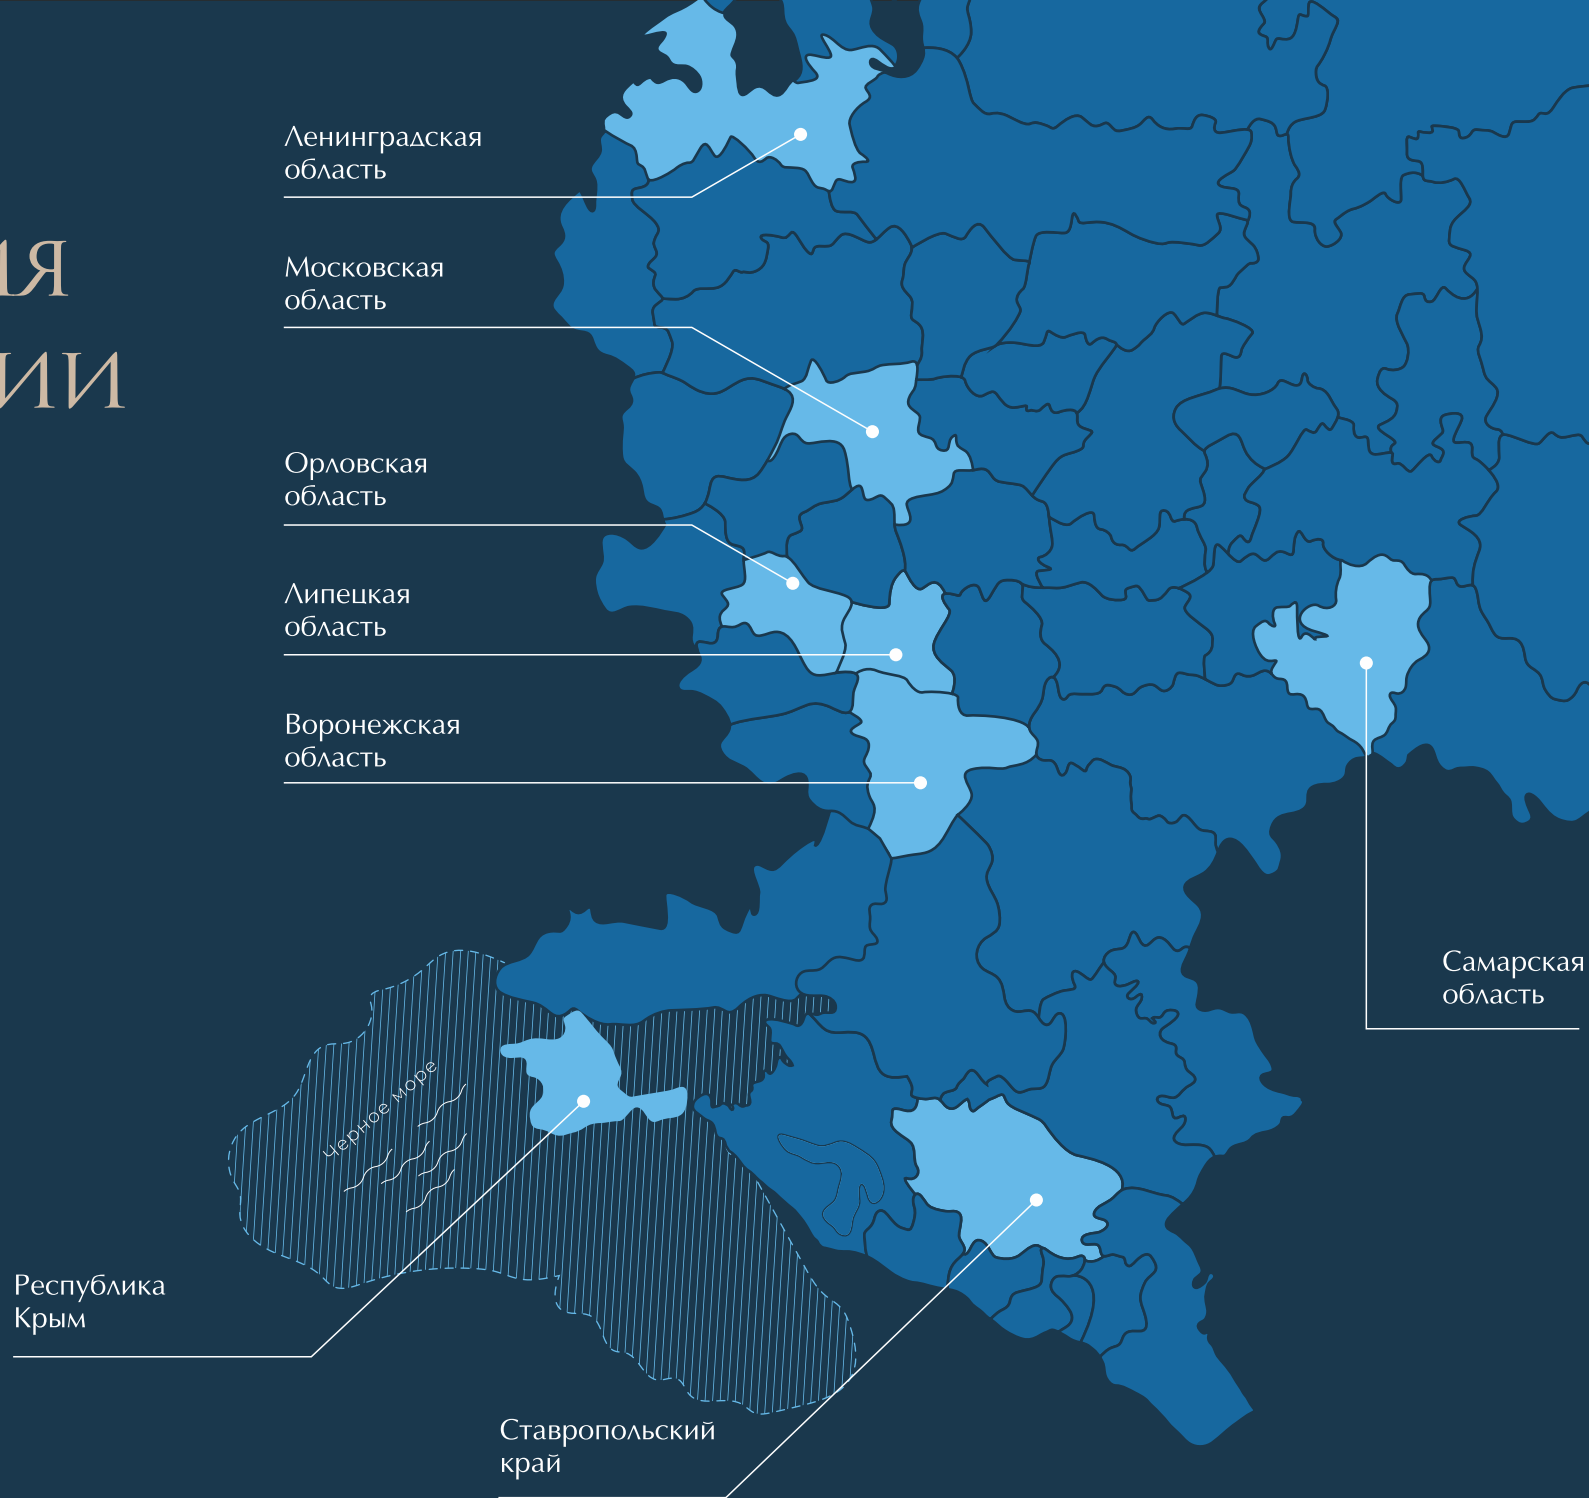 Ленинградская
область
Московская
область
Орловская
область
Липецкая
область
Воронежская
область
Самарская
область
Черное море
Республика
Крым
Ставропольский
край